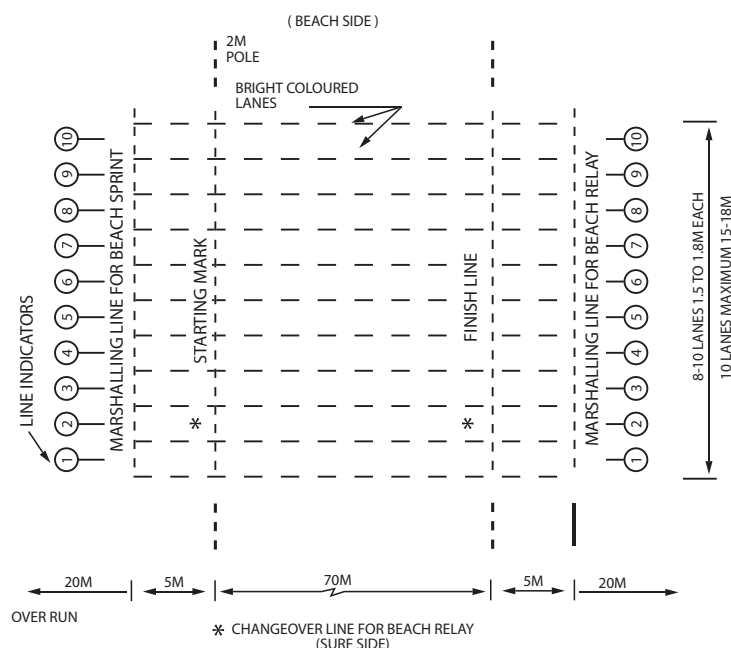 ( BEACH SIDE )
2M
POLE
BRIGHT COLOURED
LANES
10
9
8
7
6
5
4
3
2
1
LINE INDICATORS
MARSHALLING LINE FOR BEACH SPRINT
STARTING MARK
FINISH LINE
MARSHALLING LINE FOR BEACH RELAY
10
9
8
7
6
5
4
3
2
1
8-10 LANES 1.5 TO 1.8M EACH
10 LANES MAXIMUM 15-18M
*
*
20M
5M
70M
5M
20M
OVER RUN
* CHANGEOVER LINE FOR BEACH RELAY
(SURF SIDE)